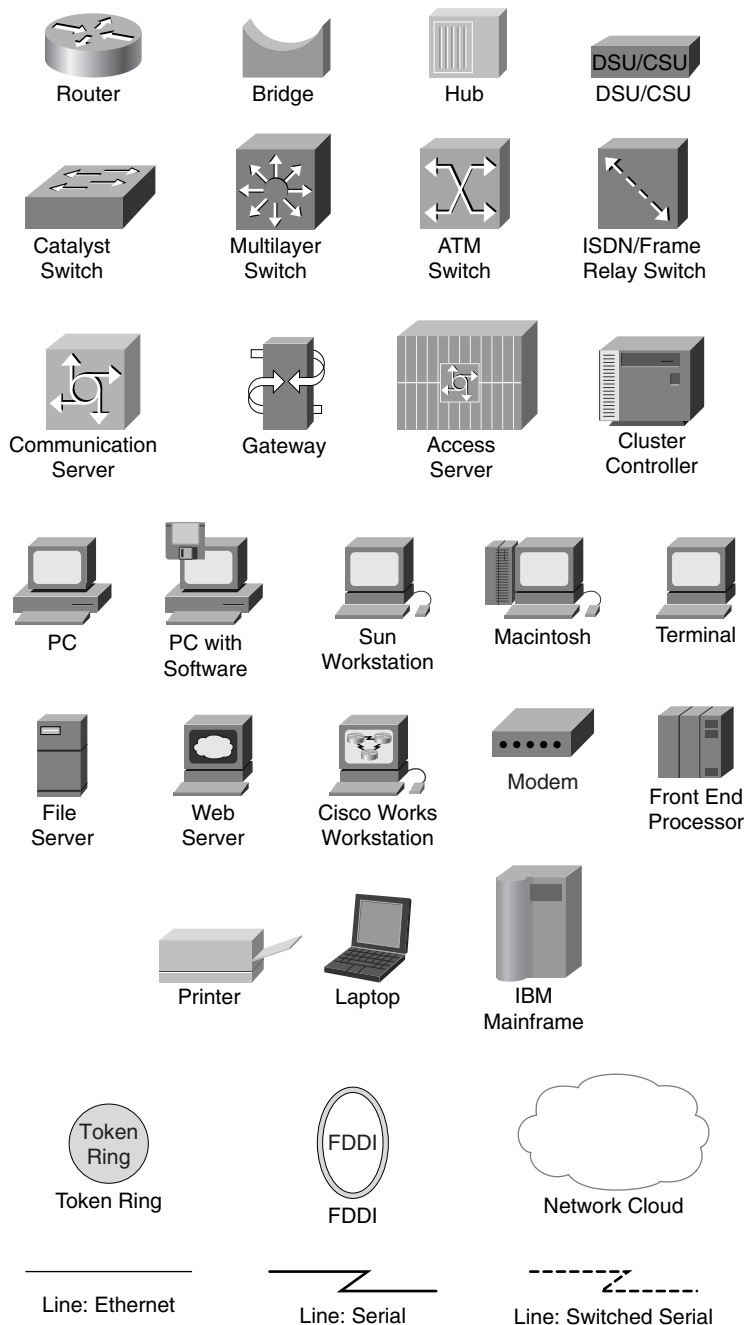 DSU/CSU
Router
Bridge
Hub
DSU/CSU
Catalyst
Switch
Multilayer
Switch
ATM
Switch
ISDN/Frame
Relay Switch
Communication
Server
Gateway
Access
Server
Cluster
Controller
PC
PC with
Software
Sun
Workstation
Macintosh
Terminal
File
Server
Web
Server
Cisco Works
Workstation
Modem
Front End
Processor
Printer
Laptop
IBM
Mainframe
Token
Ring
Token Ring
FDDI
FDDI
Network Cloud
Line: Ethernet
Line: Serial
Line: Switched Serial